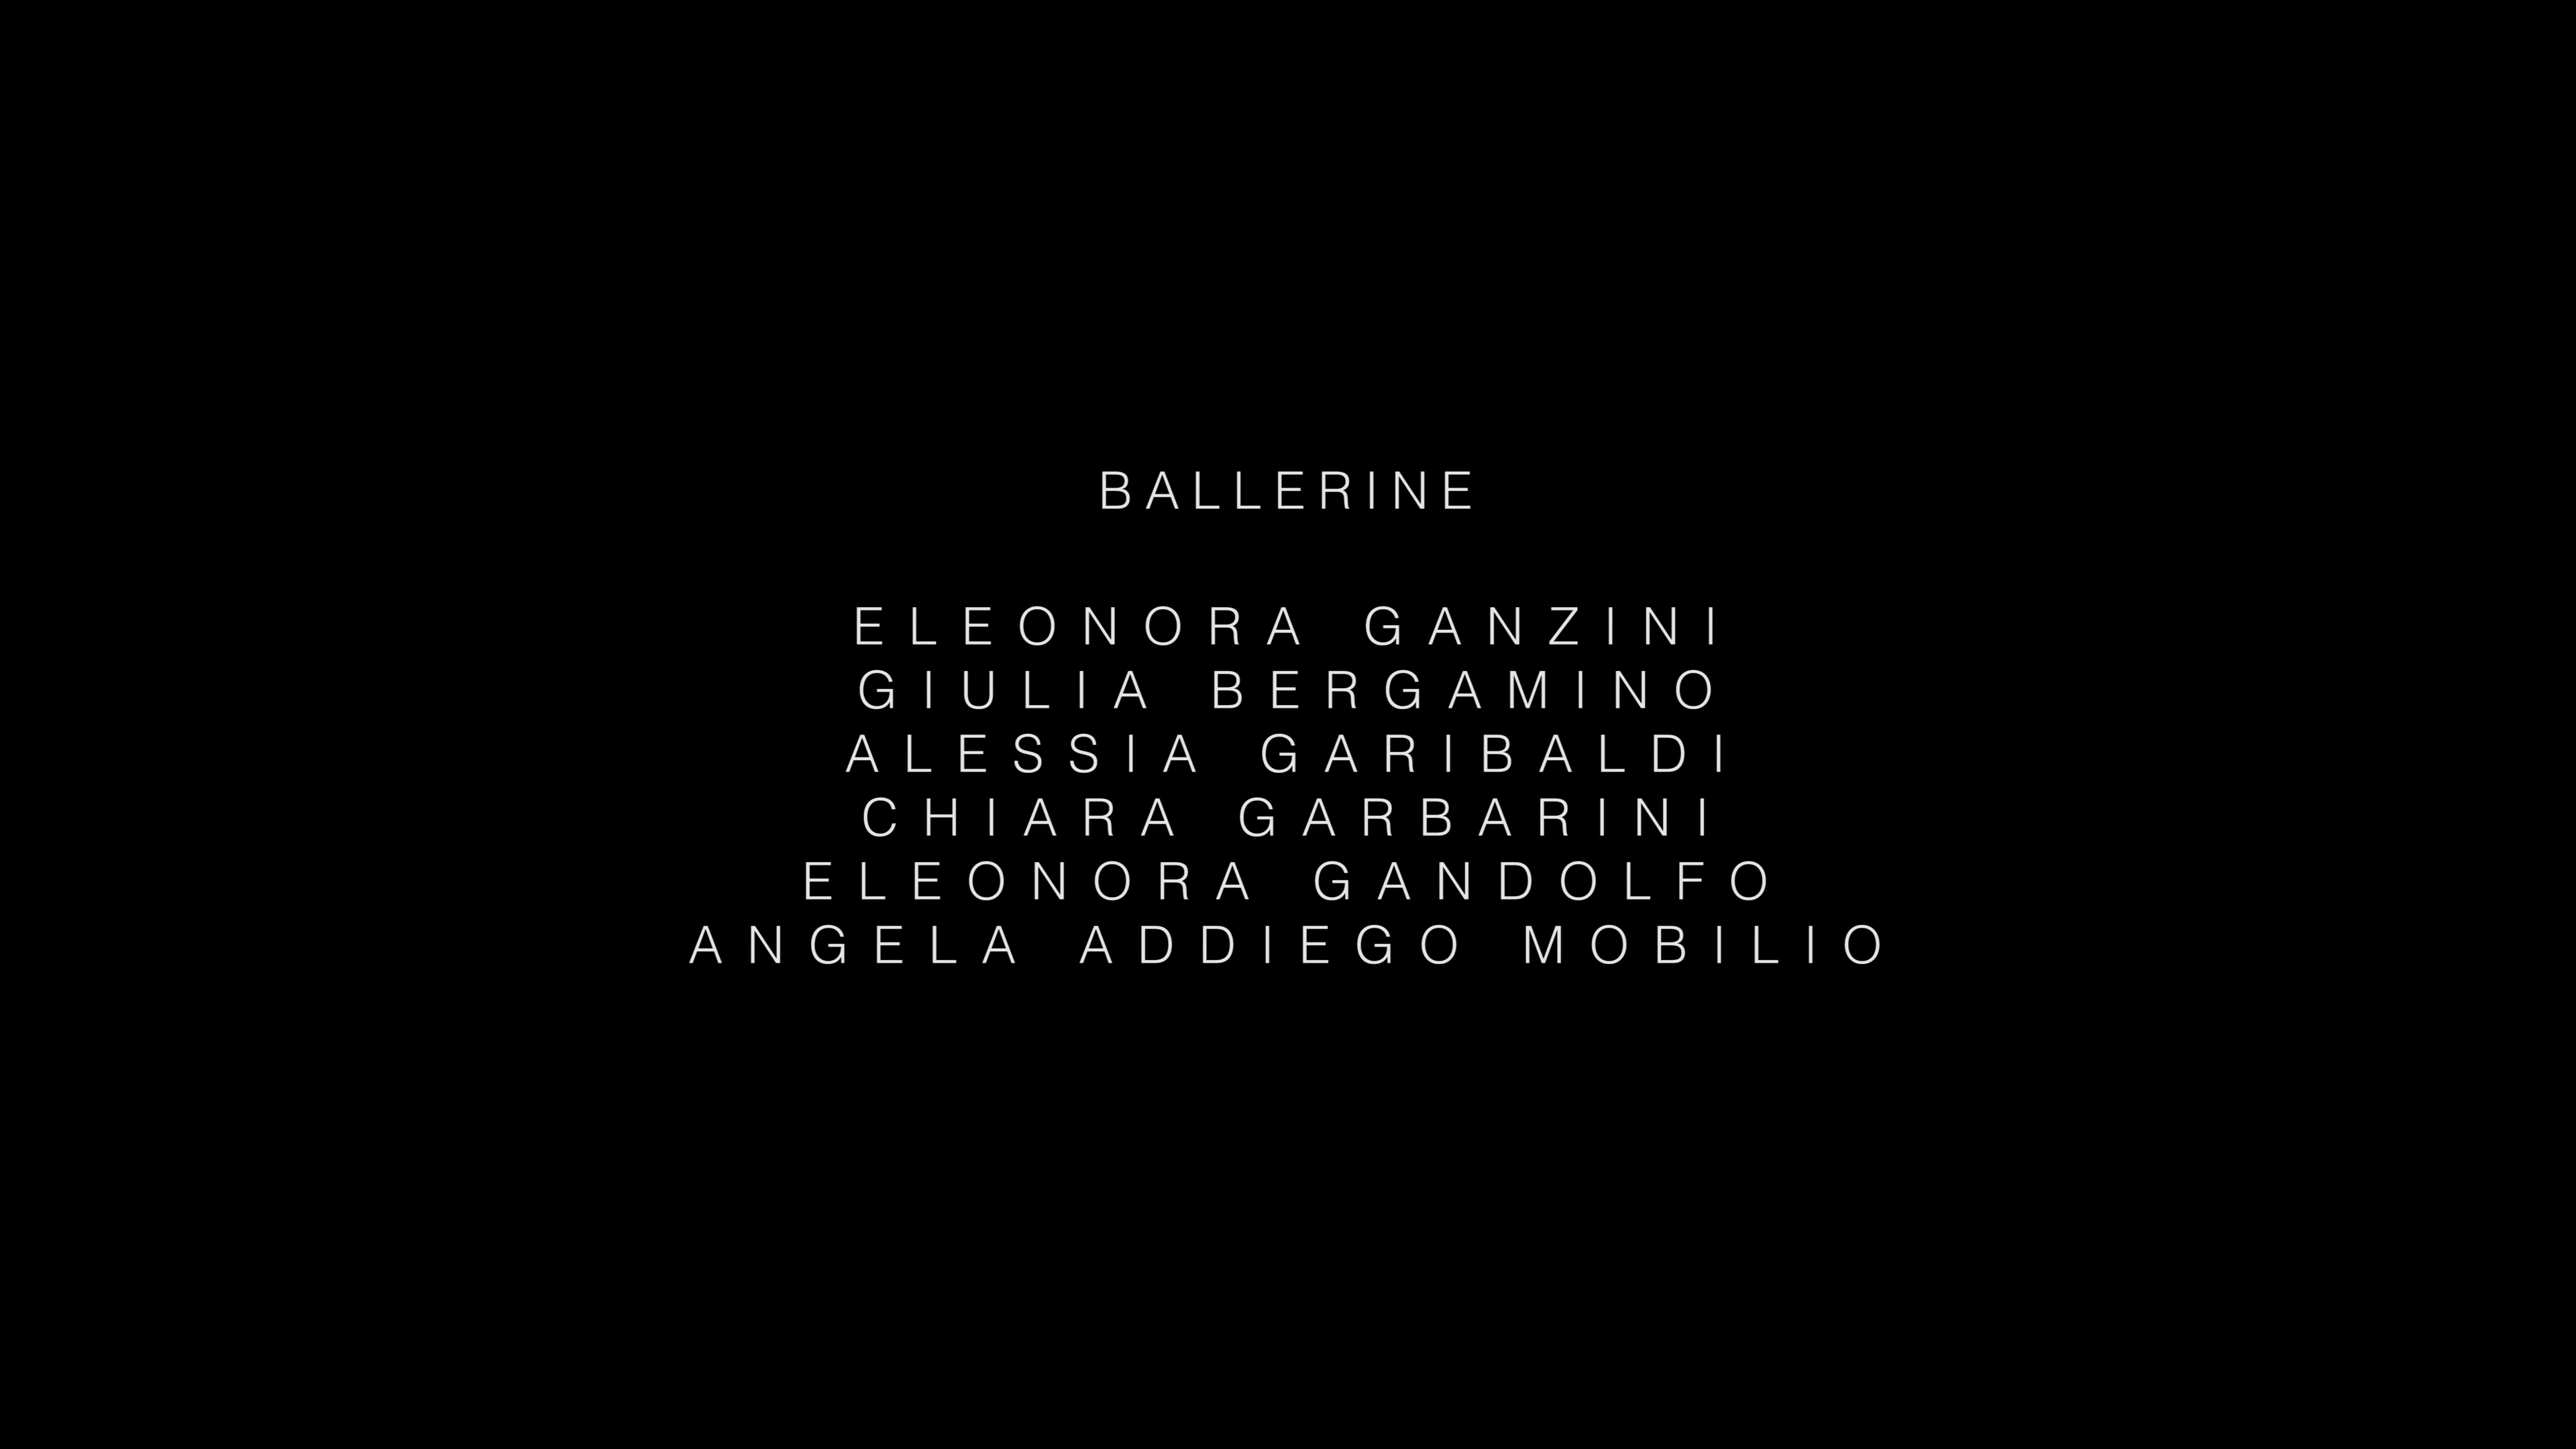 BALLERINE
ELEONORA GANZINI
GIULIA BERGAMINO
ALESSIA GARIBALDI
CHIARA GARBARINI
ELEONORA GANDOLFO
ANGELA ADDIEGO MOBILIO